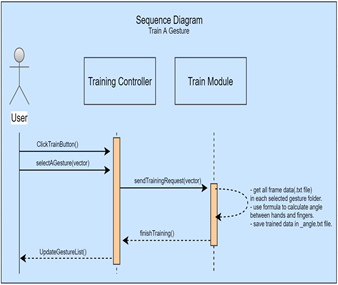 Sequence Diagram
Train A Gesture
Training Controller
Train Module
User
ClickTrainButton()
selectAGesture(vector)
sendTrainingRequest(vector)
- get all frame data(.txt file)
in each selected gesture folder.
- use formula to calculate angle
between hands and fingers.
- save trained data in _angle.txt file.
finishTraining()
UpdateGestureList()